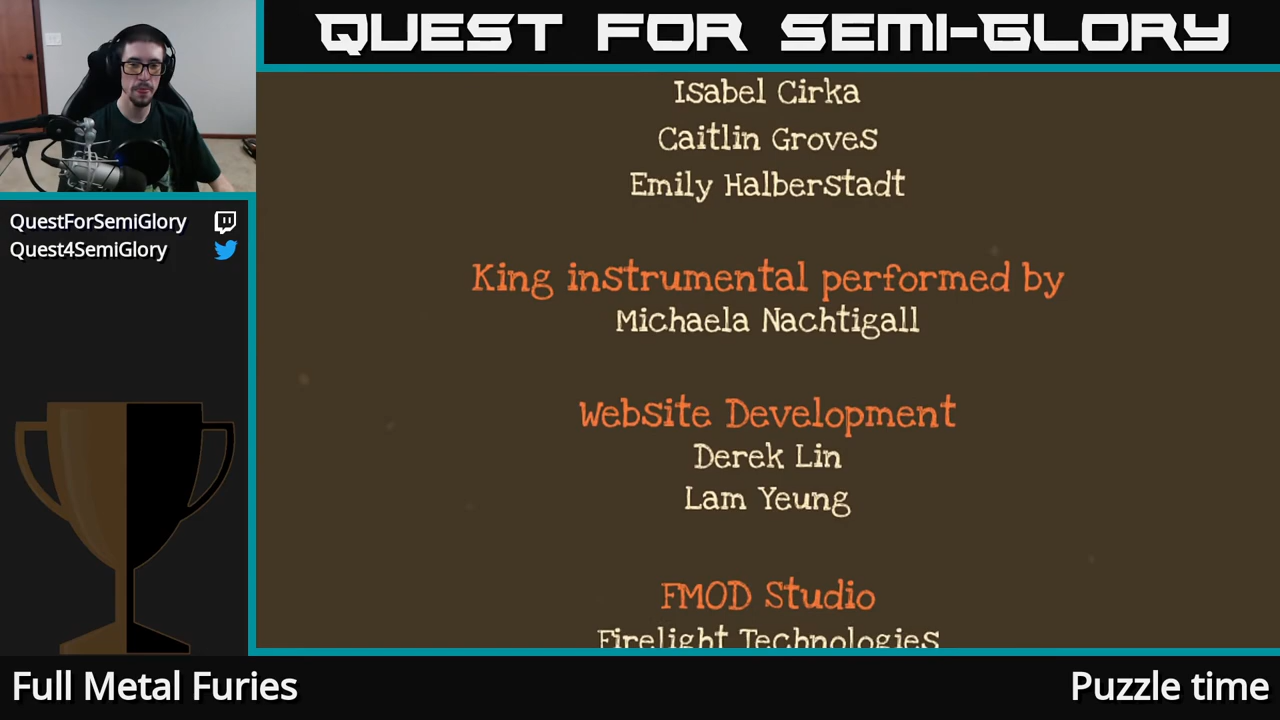 QUEST FOR SEMI-GLORY
QuestForSemiGlory
Quest4SemiGlory
Isabel Cirka
Caitlin Groves
Emily Halberstadt
King instrumental performed by
Michaela Nachtigall
Website Development
Derek Lin
Lam Yeung
FMOD Studio
Firelight Technologies
Full Metal Furies
Puzzle time